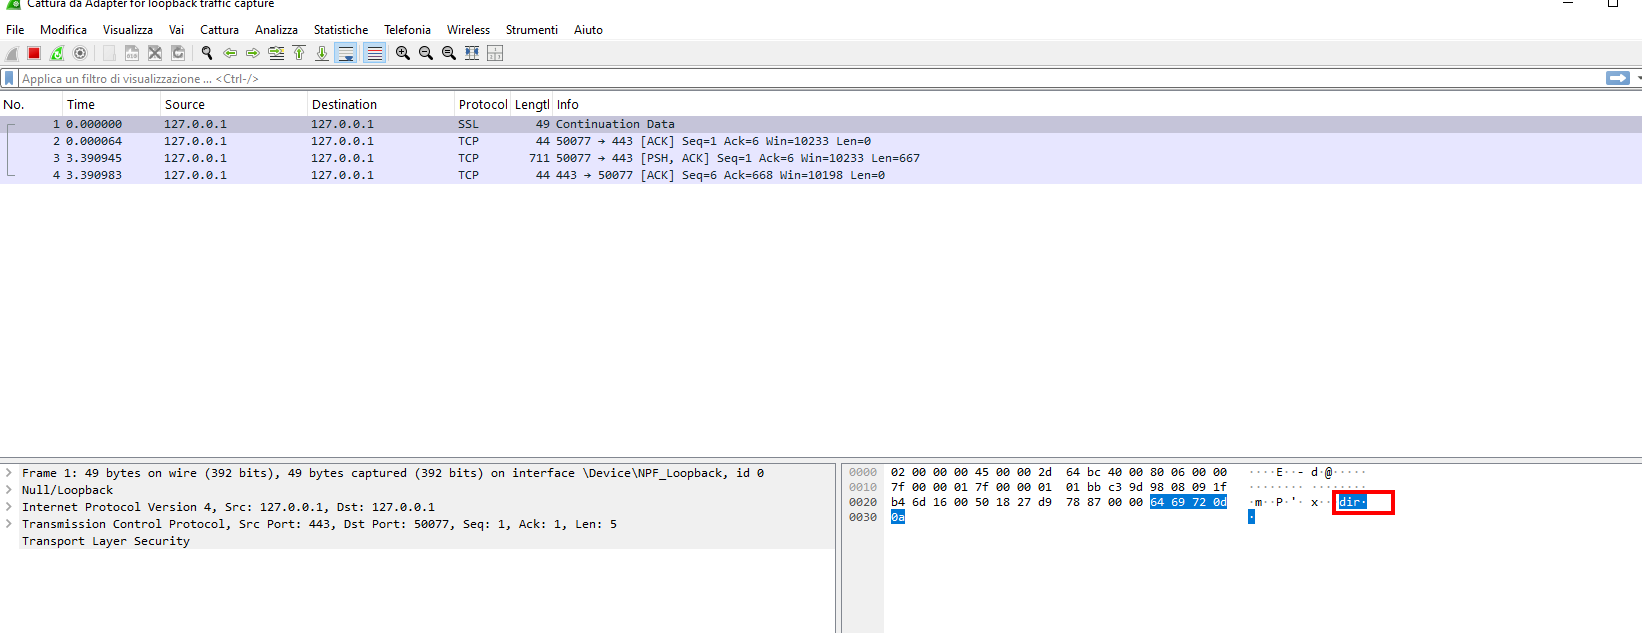 Cattura da Adapter for loopback traffic capture
File Modifica Visualizza Vai Cattura Analizza Statistiche Telefonia Wireless Strumenti Aiuto
Applica un filtro di visualizzazione ... <Ctrl-/>
No. Time Source Destination Protocol Lengtl Info
1 0.000000 127.0.0.1 127.0.0.1 SSL 49 Continuation Data
2 0.000064 127.0.0.1 127.0.0.1 TCP 44 50077 → 443 [ACK] Seq=1 Ack=6 Win=10233 Len=0
3 3.390945 127.0.0.1 127.0.0.1 TCP 711 50077 → 443 [PSH, ACK] Seq=1 Ack=6 Win=10233 Len=667
4 3.390983 127.0.0.1 127.0.0.1 TCP 44 443 → 50077 [ACK] Seq=6 Ack=668 Win=10198 Len=0
Frame 1: 49 bytes on wire (392 bits), 49 bytes captured (392 bits) on interface \Device\NPF_Loopback, id 0
Null/Loopback
Internet Protocol Version 4, Src: 127.0.0.1, Dst: 127.0.0.1
Transmission Control Protocol, Src Port: 443, Dst Port: 50077, Seq: 1, Ack: 1, Len: 5
Transport Layer Security
0000 02 00 00 00 45 00 00 2d 64 bc 40 00 80 06 00 00 ····E··- d·@·····
0010 7f 00 00 01 7f 00 00 01 01 bb c3 9d 98 08 09 1f ········ ········
0020 b4 6d 16 00 50 18 27 d9 78 87 00 00 64 69 72 0d ·m··P·'· x···dir·
0030 0a ·